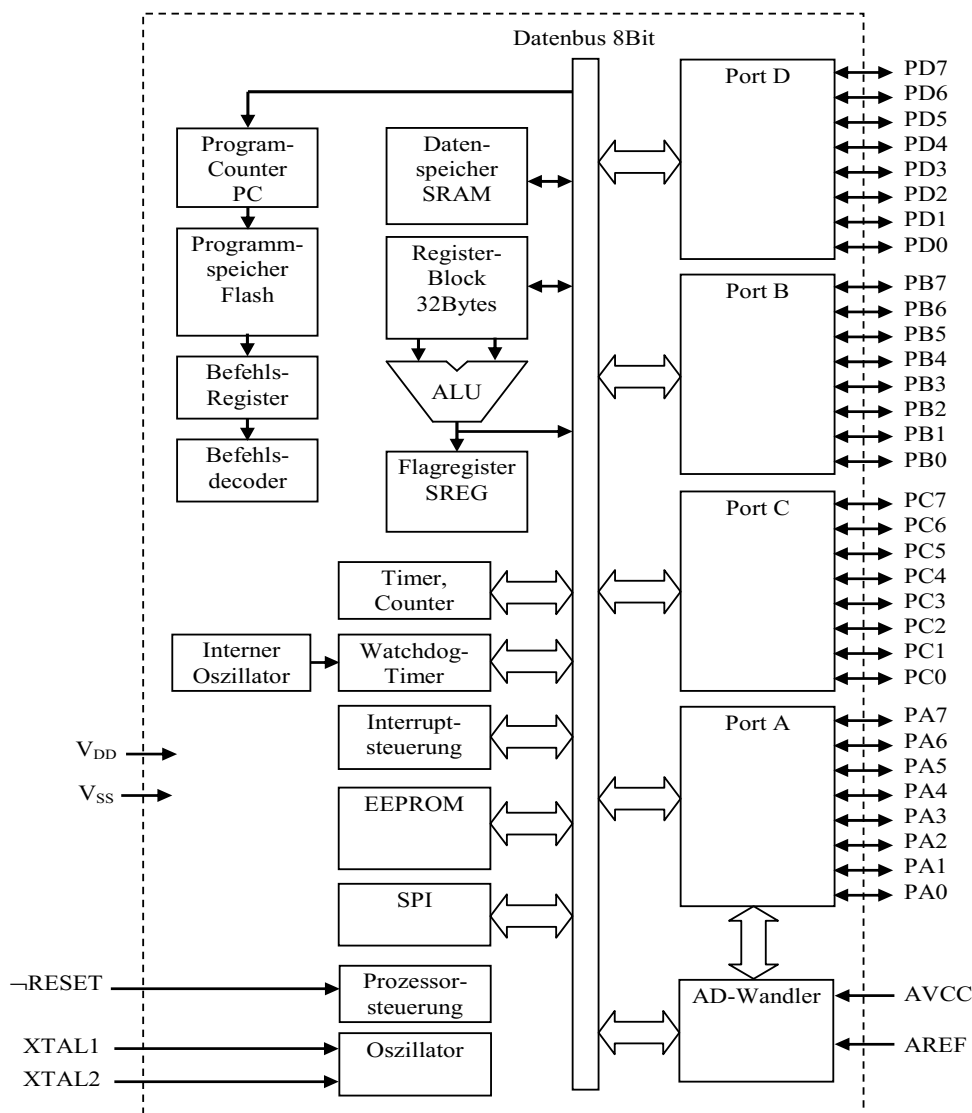 Datenbus 8Bit
Program-
Counter
PC
Programm-
speicher
Flash
Befehls-
Register
Befehls-
decoder
Daten-
speicher
SRAM
Register-
Block
32Bytes
ALU
Flagregister
SREG
Timer,
Counter
Interner
Oszillator
Watchdog-
Timer
Interrupt-
steuerung
EEPROM
SPI
Prozessor-
steuerung
Oszillator
VDD
VSS
¬RESET
XTAL1
XTAL2
Port D
PD7
PD6
PD5
PD4
PD3
PD2
PD1
PD0
Port B
PB7
PB6
PB5
PB4
PB3
PB2
PB1
PB0
Port C
PC7
PC6
PC5
PC4
PC3
PC2
PC1
PC0
Port A
PA7
PA6
PA5
PA4
PA3
PA2
PA1
PA0
AD-Wandler
AVCC
AREF